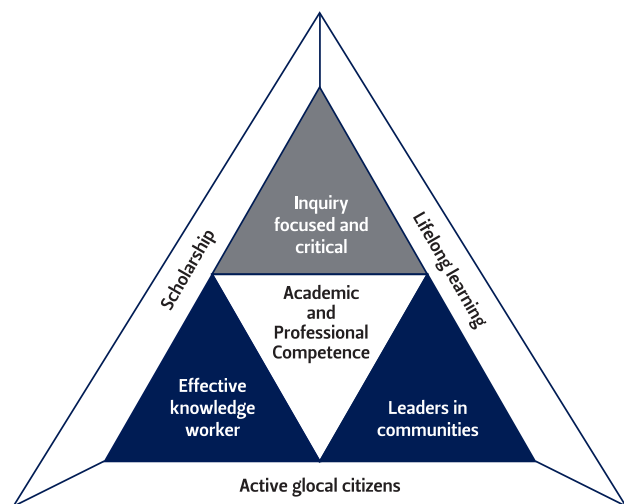 Inquiry
focused and
critical
Scholarship
Lifelong learning
Academic
and
Professional
Competence
Effective
knowledge
worker
Leaders in
communities
Active glocal citizens